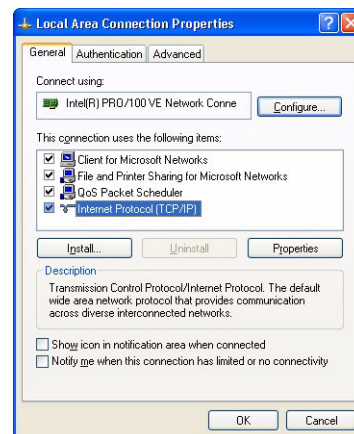 Local Area Connection Properties
General Authentication Advanced
Connect using:
Intel(R) PRO/100 VE Network Conne
Configure...
This connection uses the following items:
Client for Microsoft Networks
File and Printer Sharing for Microsoft Networks
QoS Packet Scheduler
Internet Protocol (TCP/IP)
Install... Uninstall Properties
Description
Transmission Control Protocol/Internet Protocol. The default
wide area network protocol that provides communication
across diverse interconnected networks.
Show icon in notification area when connected
Notify me when this connection has limited or no connectivity
OK Cancel